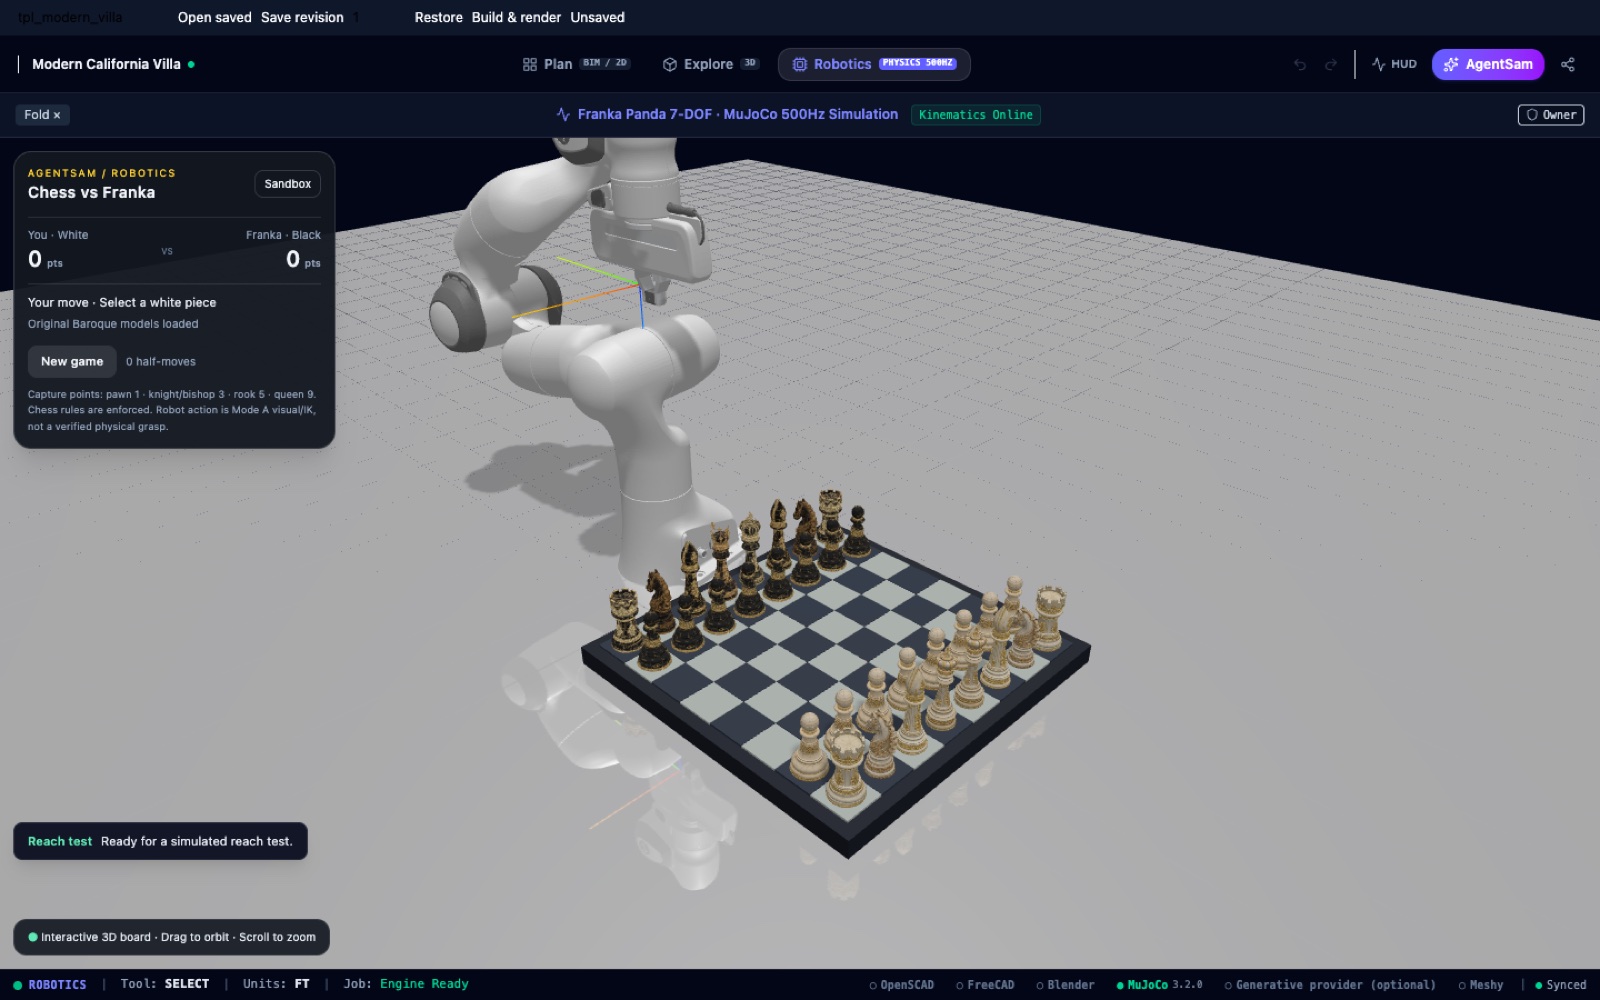 tpl_modern_villa Open saved Save revision 1 Restore Build & render Unsaved
Modern California Villa Plan BIM / 2D Explore 3D Robotics PHYSICS 500HZ HUD AgentSam
Fold × Franka Panda 7-DOF · MuJoCo 500Hz Simulation Kinematics Online Owner
AGENTSAM / ROBOTICS
Chess vs Franka
Sandbox
You · White Franka · Black
0 pts VS 0 pts
Your move · Select a white piece
Original Baroque models loaded
New game 0 half-moves
Capture points: pawn 1 · knight/bishop 3 · rook 5 · queen 9.
Chess rules are enforced. Robot action is Mode A visual/IK,
not a verified physical grasp.
Reach test Ready for a simulated reach test.
Interactive 3D board · Drag to orbit · Scroll to zoom
ROBOTICS | Tool: SELECT | Units: FT | Job: Engine Ready OpenSCAD FreeCAD Blender MuJoCo 3.2.0 Generative provider (optional) Meshy | Synced